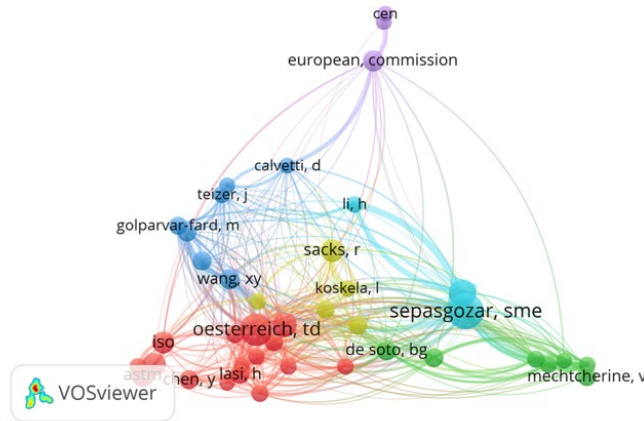 cen
european, commission
calvetti, d
teizer, j
li, h
golparvar-fard, m
sacks, r
wang, xy
koskela, l
sepasgozar, sme
oesterreich, td
iso
de soto, bg
astm
chen, y
lasi, h
mechtcherine, v
VOSviewer